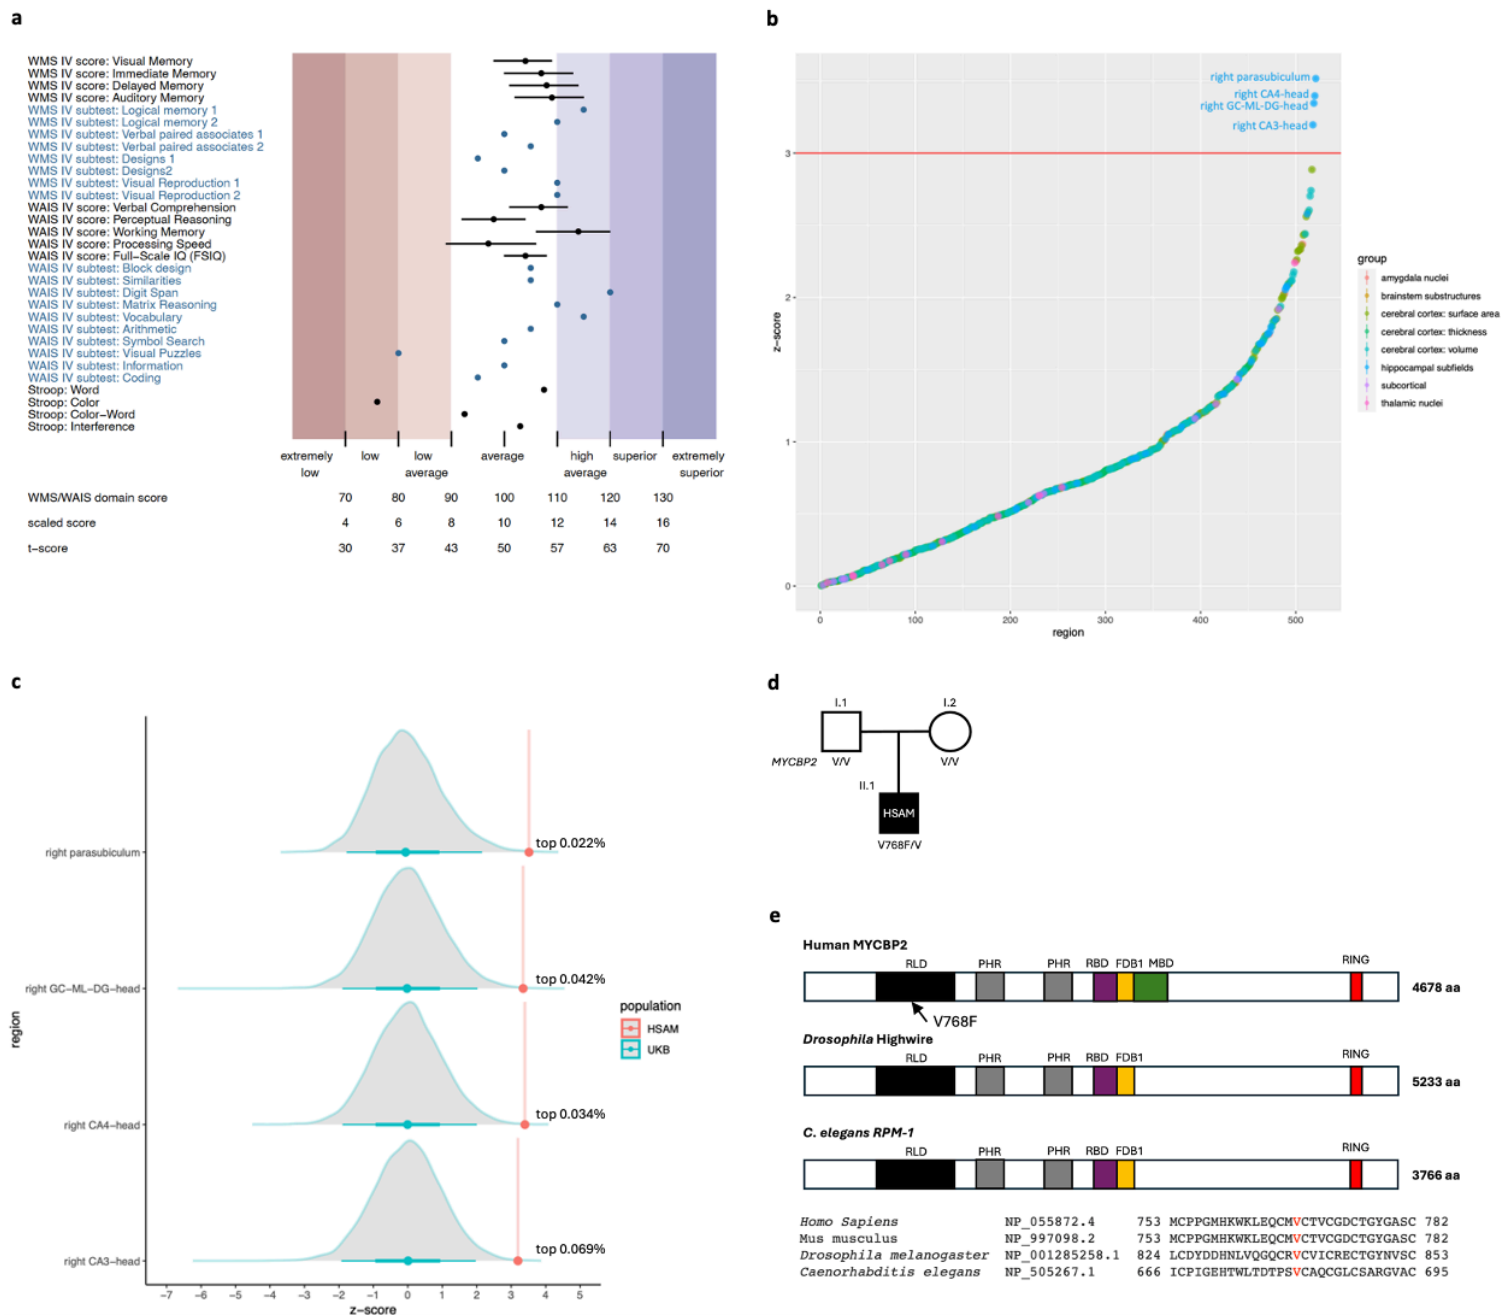 a
WMS IV score: Visual Memory
WMS IV score: Immediate Memory
WMS IV score: Delayed Memory
WMS IV score: Auditory Memory
WMS IV subtest: Logical memory 1
WMS IV subtest: Logical memory 2
WMS IV subtest: Verbal paired associates 1
WMS IV subtest: Verbal paired associates 2
WMS IV subtest: Designs 1
WMS IV subtest: Designs2
WMS IV subtest: Visual Reproduction 1
WMS IV subtest: Visual Reproduction 2
WAIS IV score: Verbal Comprehension
WAIS IV score: Perceptual Reasoning
WAIS IV score: Working Memory
WAIS IV score: Processing Speed
WAIS IV score: Full-Scale IQ (FSIQ)
WAIS IV subtest: Block design
WAIS IV subtest: Similarities
WAIS IV subtest: Digit Span
WAIS IV subtest: Matrix Reasoning
WAIS IV subtest: Vocabulary
WAIS IV subtest: Arithmetic
WAIS IV subtest: Symbol Search
WAIS IV subtest: Visual Puzzles
WAIS IV subtest: Information
WAIS IV subtest: Coding
Stroop: Word
Stroop: Color
Stroop: Color-Word
Stroop: Interference
extremely low low low average average high average superior extremely superior
WMS/WAIS domain score 70 80 90 100 110 120 130
scaled score 4 6 8 10 12 14 16
t-score 30 37 43 50 57 63 70
b
right parasubiculum
right CA4-head
right GC-ML-DG-head
right CA3-head
3
2
1
0
z-score
0 100 200 300 400 500
region
group
amygdala nuclei
brainstem substructures
cerebral cortex: surface area
cerebral cortex: thickness
cerebral cortex: volume
hippocampal subfields
subcortical
thalamic nuclei
c
region
right parasubiculum
top 0.022%
right GC-ML-DG-head
top 0.042%
right CA4-head
top 0.034%
right CA3-head
top 0.069%
-7 -6 -5 -4 -3 -2 -1 0 1 2 3 4 5
z-score
population
HSAM
UKB
d
I.1 I.2
MYCBP2 V/V V/V
II.1
HSAM
V768F/V
e
Human MYCBP2
RLD PHR PHR RBD FDB1 MBD RING
4678 aa
V768F
Drosophila Highwire
RLD PHR PHR RBD FDB1 RING
5233 aa
C. elegans RPM-1
RLD PHR PHR RBD FDB1 RING
3766 aa
Homo Sapiens NP_055872.4 753 MCPPGMHKWKLEQCMVCTVCGDCTGYGASC 782
Mus musculus NP_997098.2 753 MCPPGMHKWKLEQCMVCTVCGDCTGYGASC 782
Drosophila melanogaster NP_001285258.1 824 LCDYDDHNLVQGQCRVCVICRECTGYNVSC 853
Caenorhabditis elegans NP_505267.1 666 ICPIGEHTWLTDTPSVCAQCGLCSARGVAC 695